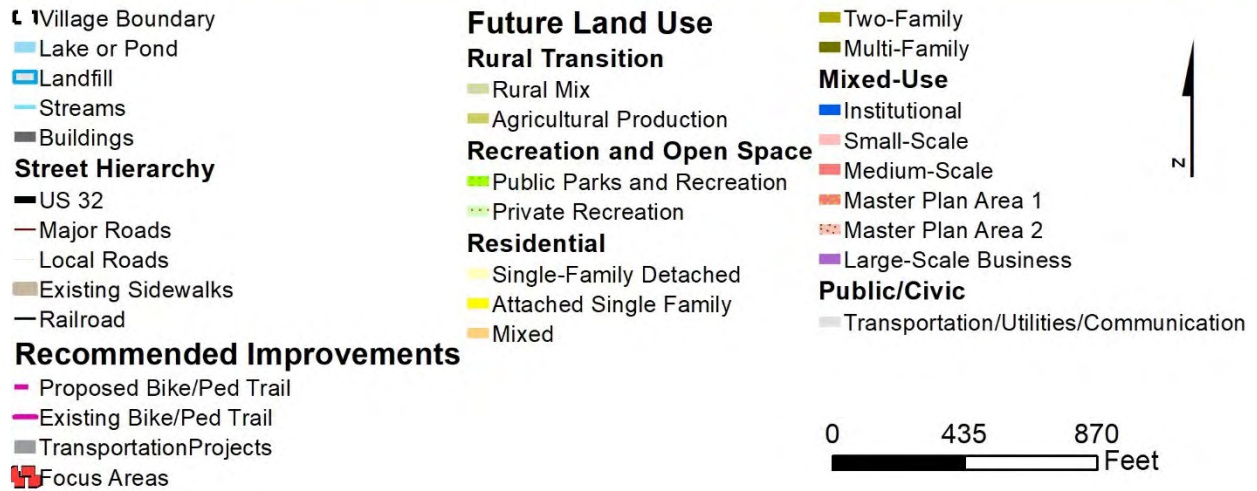 Village Boundary
Lake or Pond
Landfill
Streams
Buildings
Street Hierarchy
US 32
Major Roads
Local Roads
Existing Sidewalks
Railroad
Recommended Improvements
Proposed Bike/Ped Trail
Existing Bike/Ped Trail
TransportationProjects
Focus Areas
Future Land Use
Rural Transition
Rural Mix
Agricultural Production
Recreation and Open Space
Public Parks and Recreation
Private Recreation
Residential
Single-Family Detached
Attached Single Family
Mixed
Two-Family
Multi-Family
Mixed-Use
Institutional
Small-Scale
Medium-Scale
Master Plan Area 1
Master Plan Area 2
Large-Scale Business
Public/Civic
Transportation/Utilities/Communication
N
0 435 870
Feet